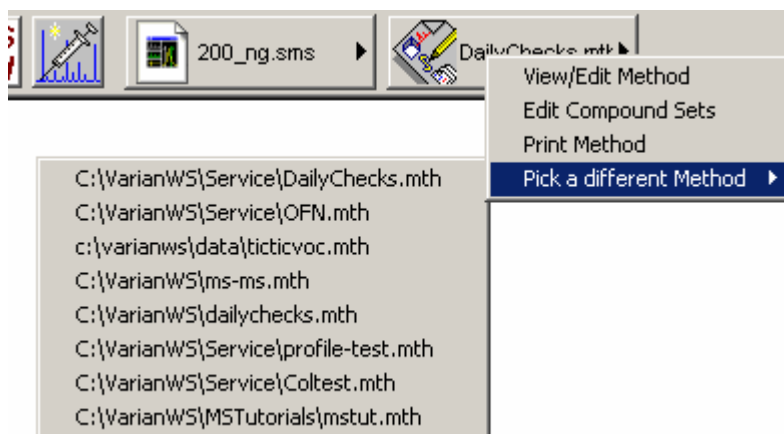 200_ng.sms
DailyChecks.mth
View/Edit Method
Edit Compound Sets
Print Method
Pick a different Method
C:\VarianWS\Service\DailyChecks.mth
C:\VarianWS\Service\OFN.mth
c:\varianws\data\ticticvoc.mth
C:\VarianWS\ms-ms.mth
C:\VarianWS\dailychecks.mth
C:\VarianWS\Service\profile-test.mth
C:\VarianWS\Service\Coltest.mth
C:\VarianWS\MSTutorials\mstut.mth